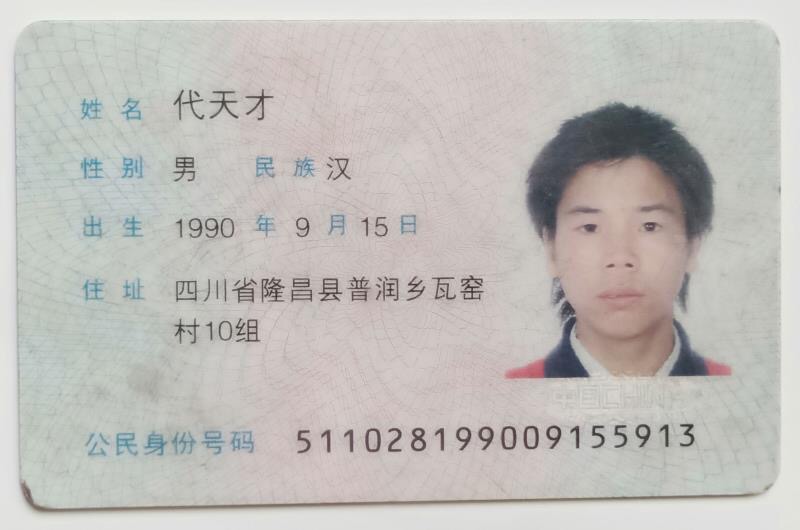 姓名 代天才
性别 男 民族 汉
出生 1990 年 9 月 15 日
住址 四川省隆昌县普润乡瓦窑
村10组
中国CHINA
公民身份号码 511028199009155913